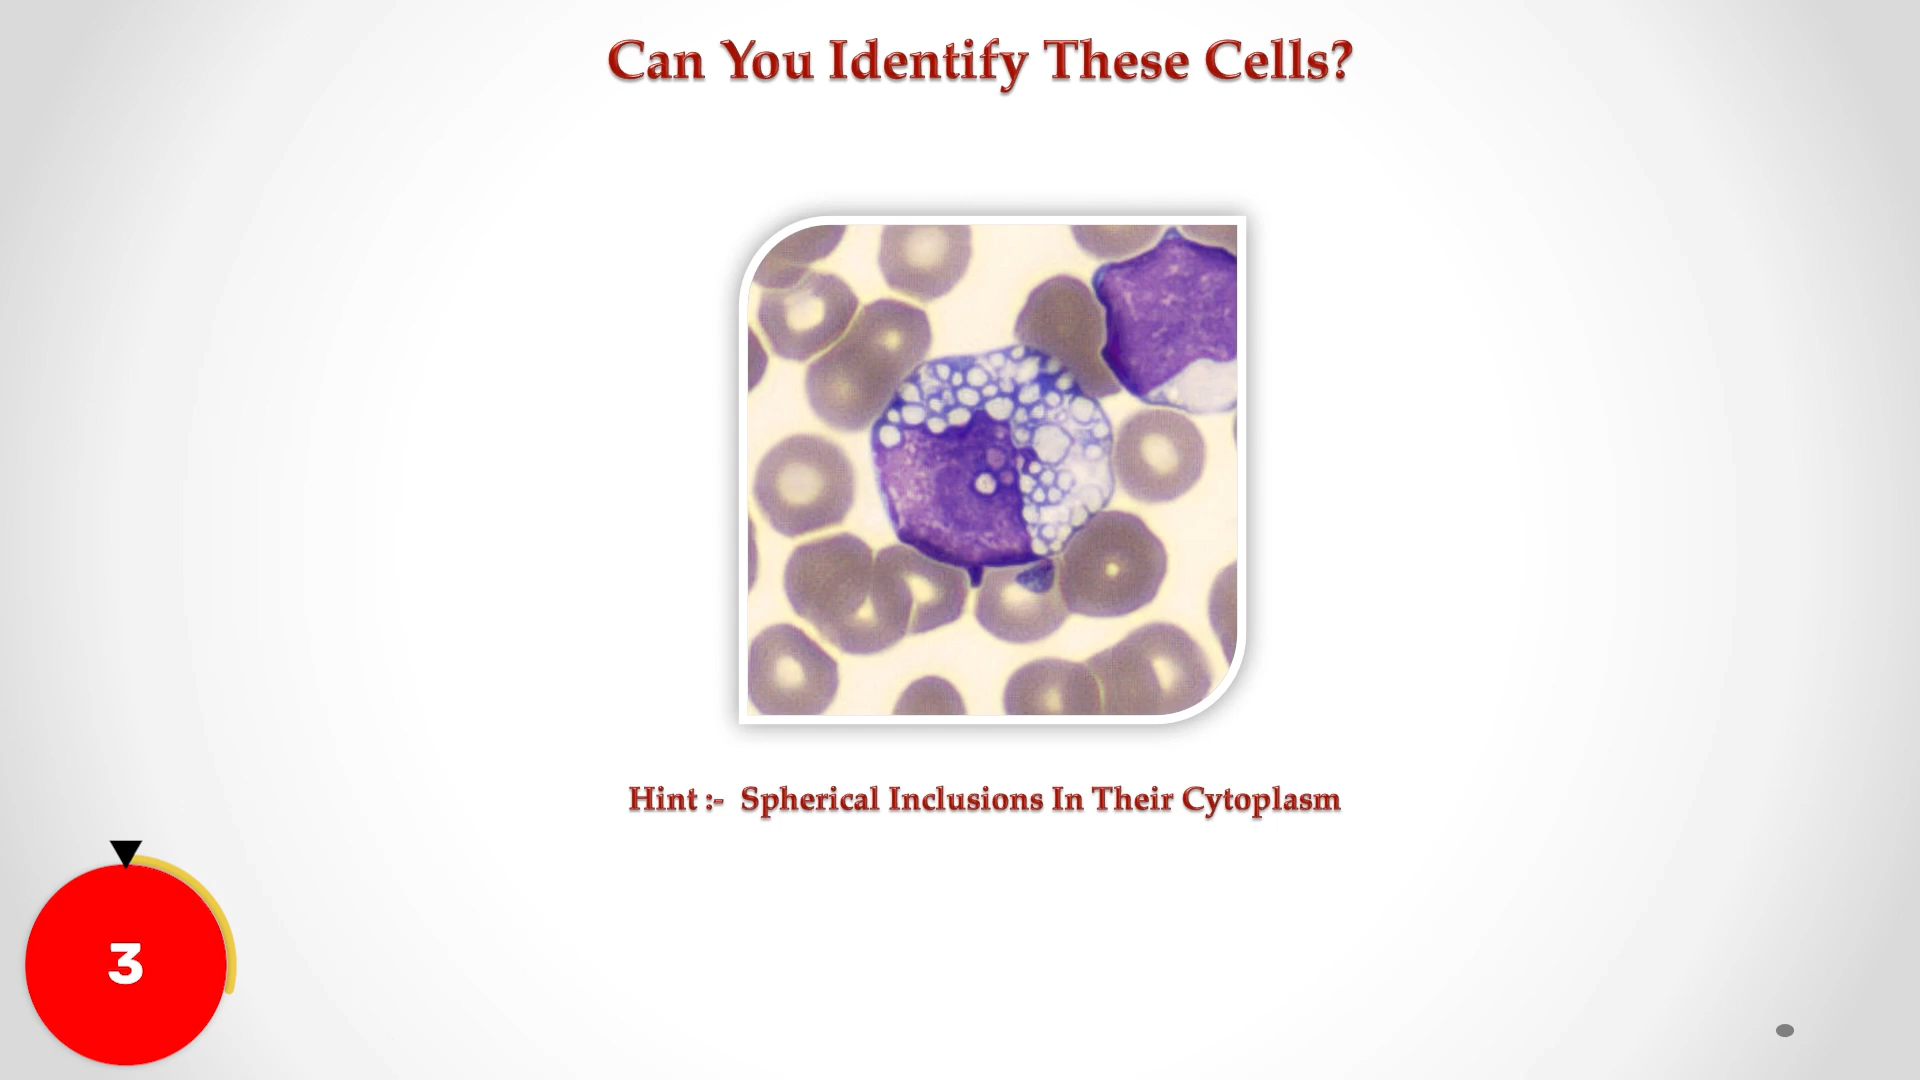 Can You Identify These Cells?
Hint :-  Spherical Inclusions In Their Cytoplasm
3